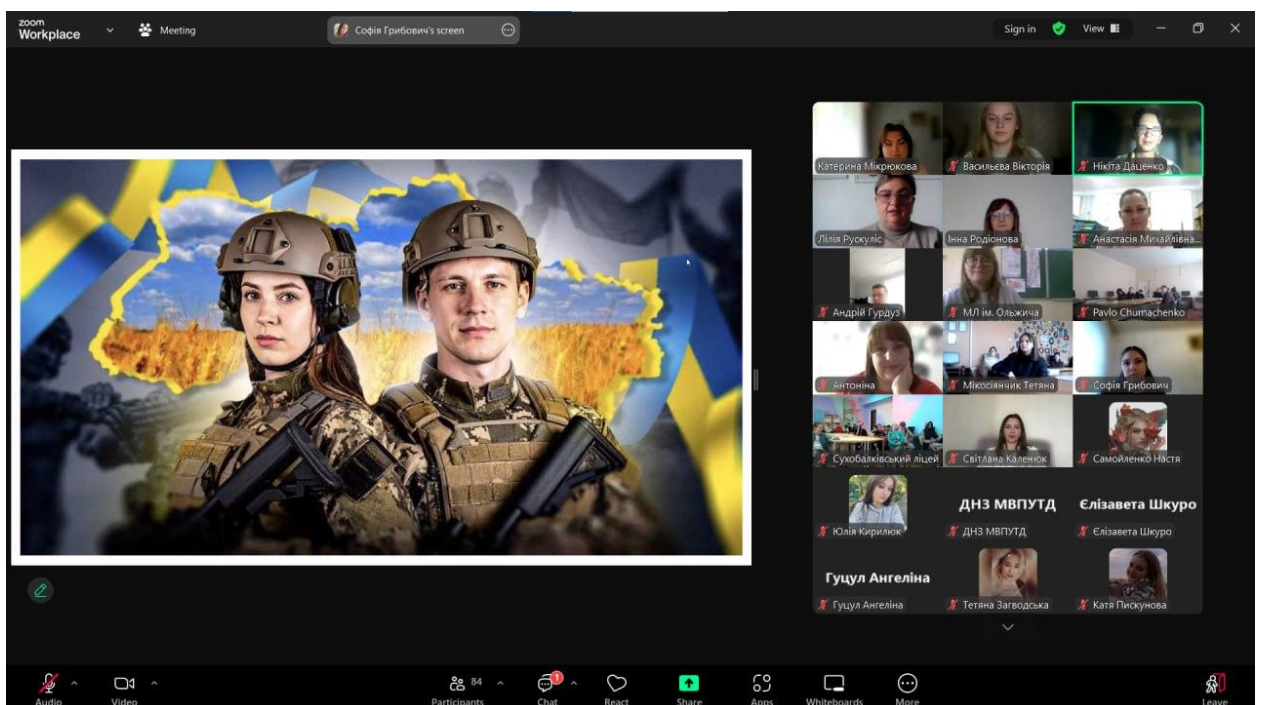 zoom
Workplace
Meeting
Софія Грибович's screen
Sign in
View
Катерина Мікрюкова
Васильєва Вікторія
Нікіта Даценко
Лілія Рускуліс
Інна Родіонова
Анастасія Михайлівна...
Андрій Гурдуз
МЛ ім. Ольжича
Pavlo Chumachenko
Антоніна
Мікосіянчик Тетяна
Софія Грибович
Сухобалківський ліцей
Світлана Каленюк
Самойленко Настя
Юлія Кирилюк
ДНЗ МВПУТД
ДНЗ МВПУТД
Єлізавета Шкуро
Єлізавета Шкуро
Гуцул Ангеліна
Гуцул Ангеліна
Тетяна Загводська
Катя Пискунова
Audio
Video
84
Participants
1
Chat
React
Share
Apps
Whiteboards
More
Leave